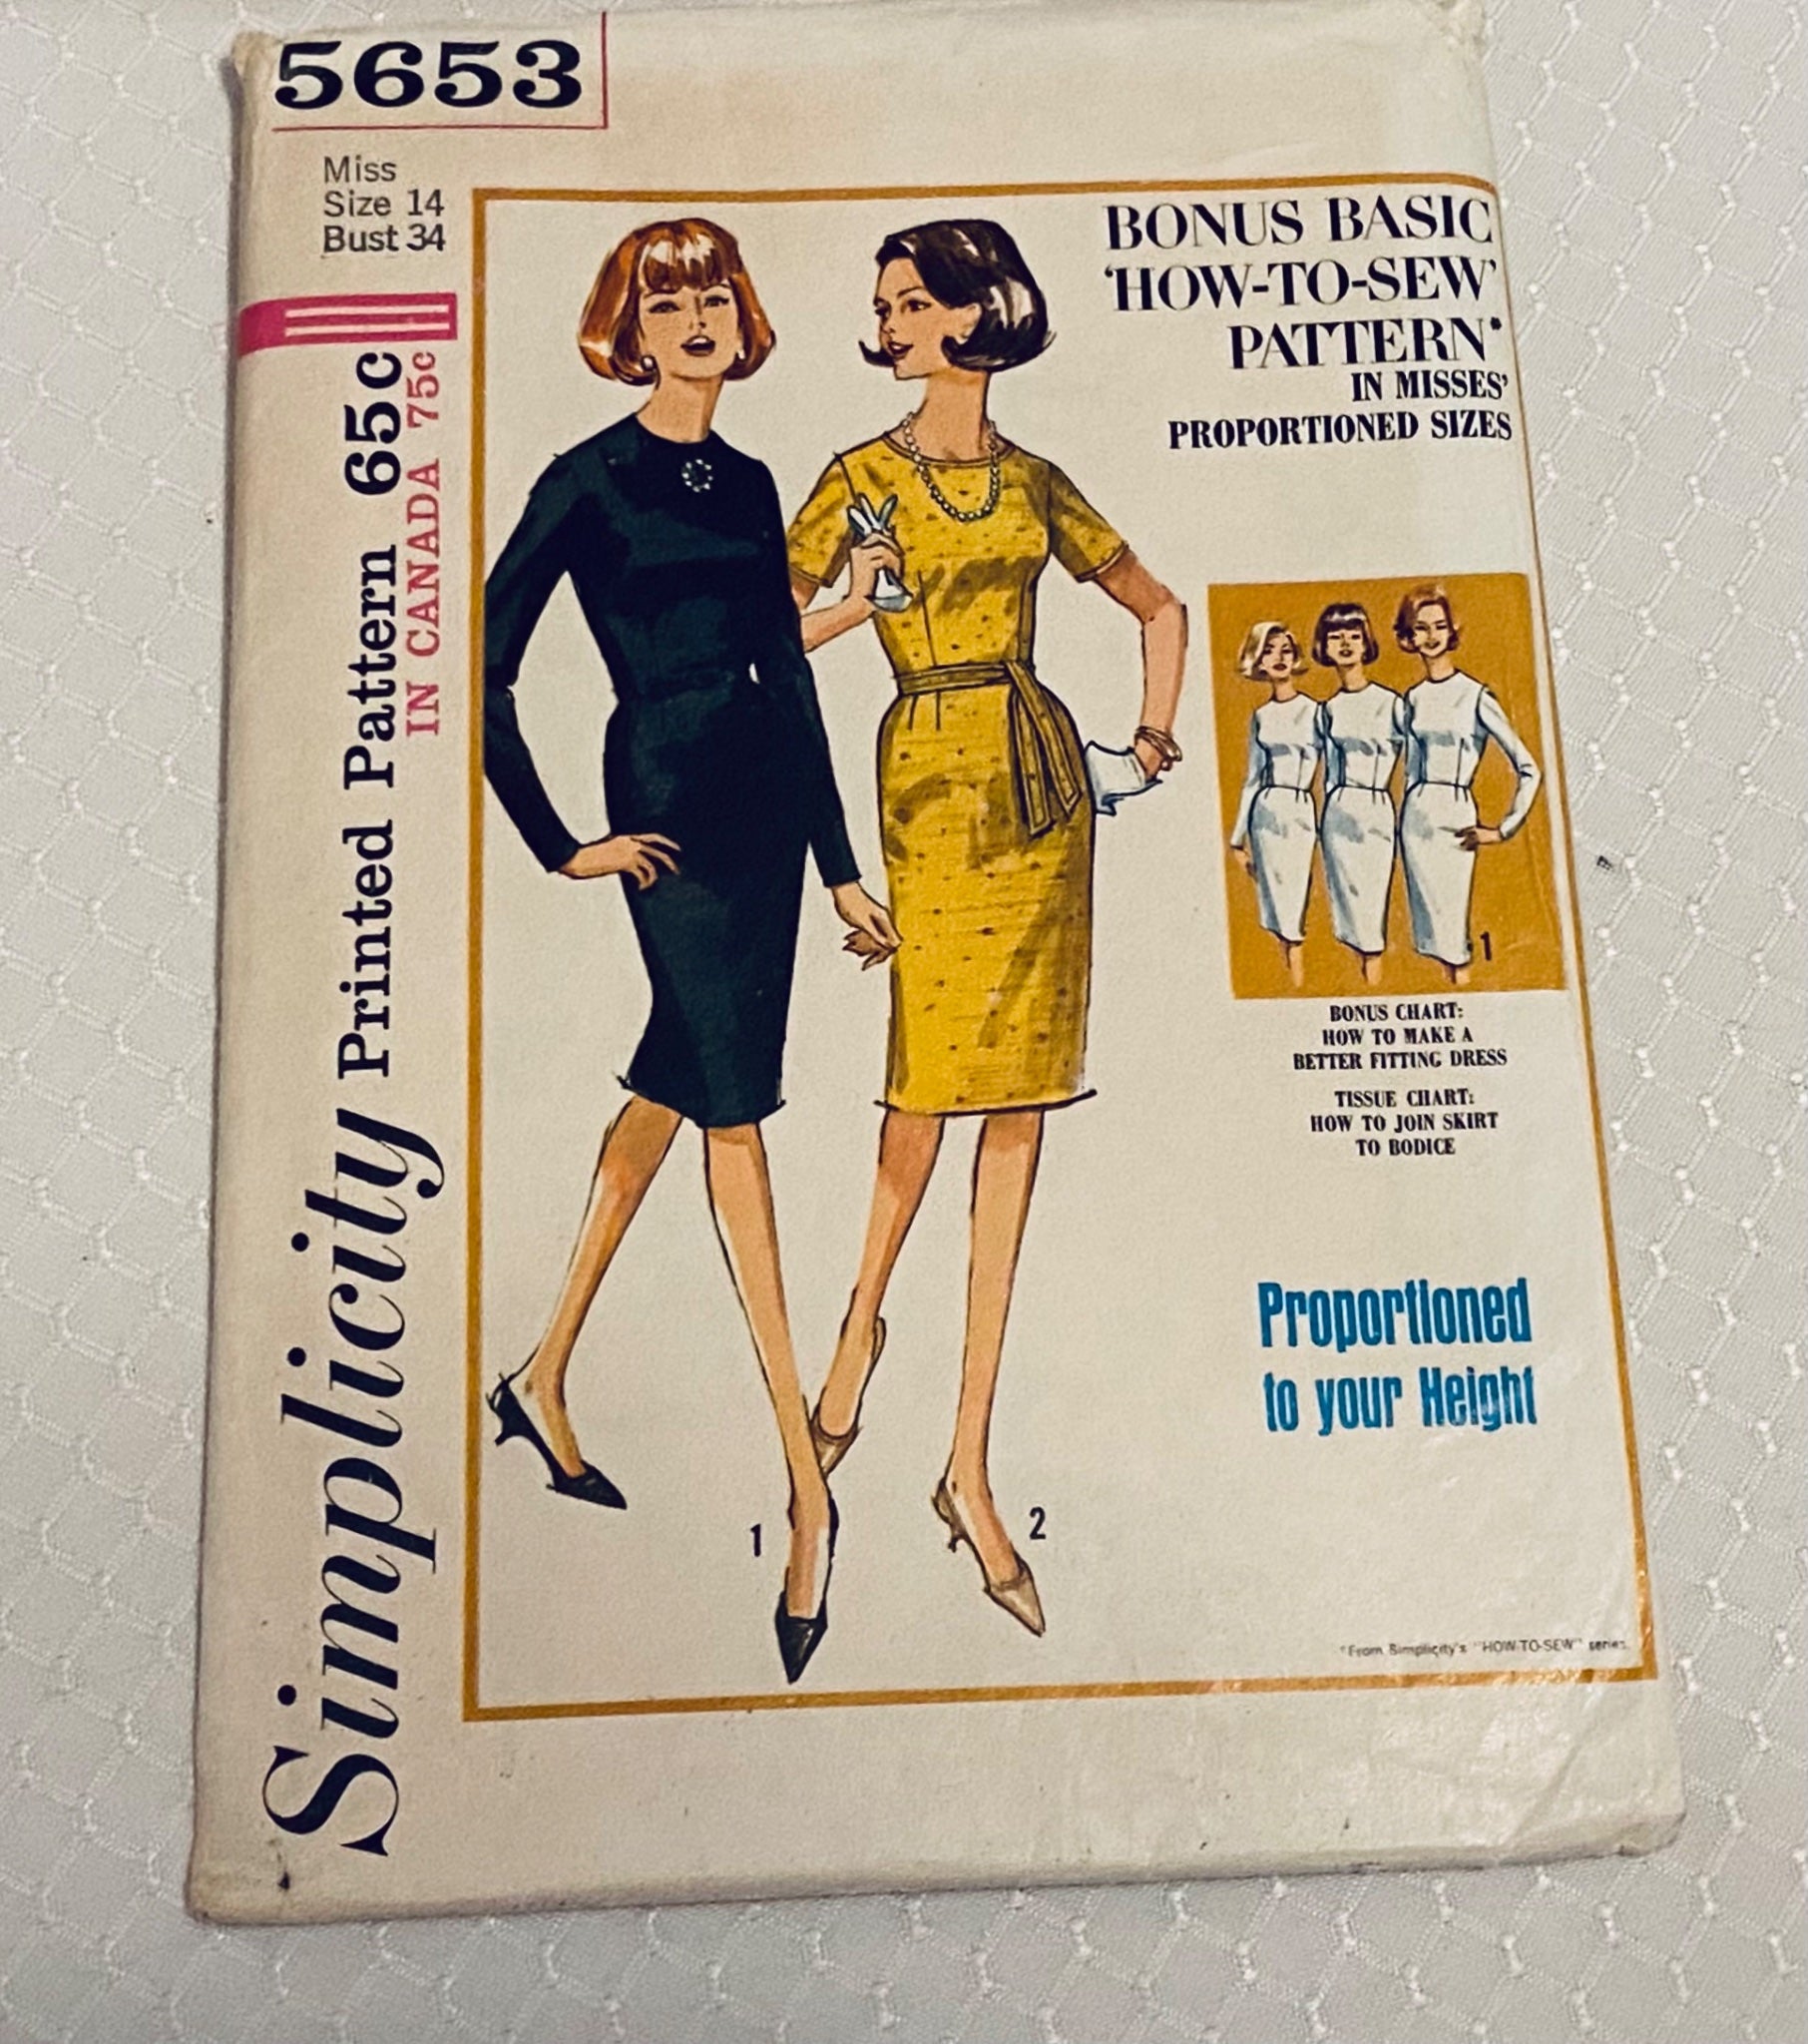 5653
Miss
Size 14
Bust 34
Simplicity Printed Pattern 65c
IN CANADA 75c
BONUS BASIC
'HOW-TO-SEW'
PATTERN*
IN MISSES'
PROPORTIONED SIZES
1
BONUS CHART:
HOW TO MAKE A
BETTER FITTING DRESS
TISSUE CHART:
HOW TO JOIN SKIRT
TO BODICE
Proportioned
to your Height
1
2
*From Simplicity's "HOW-TO-SEW" series.